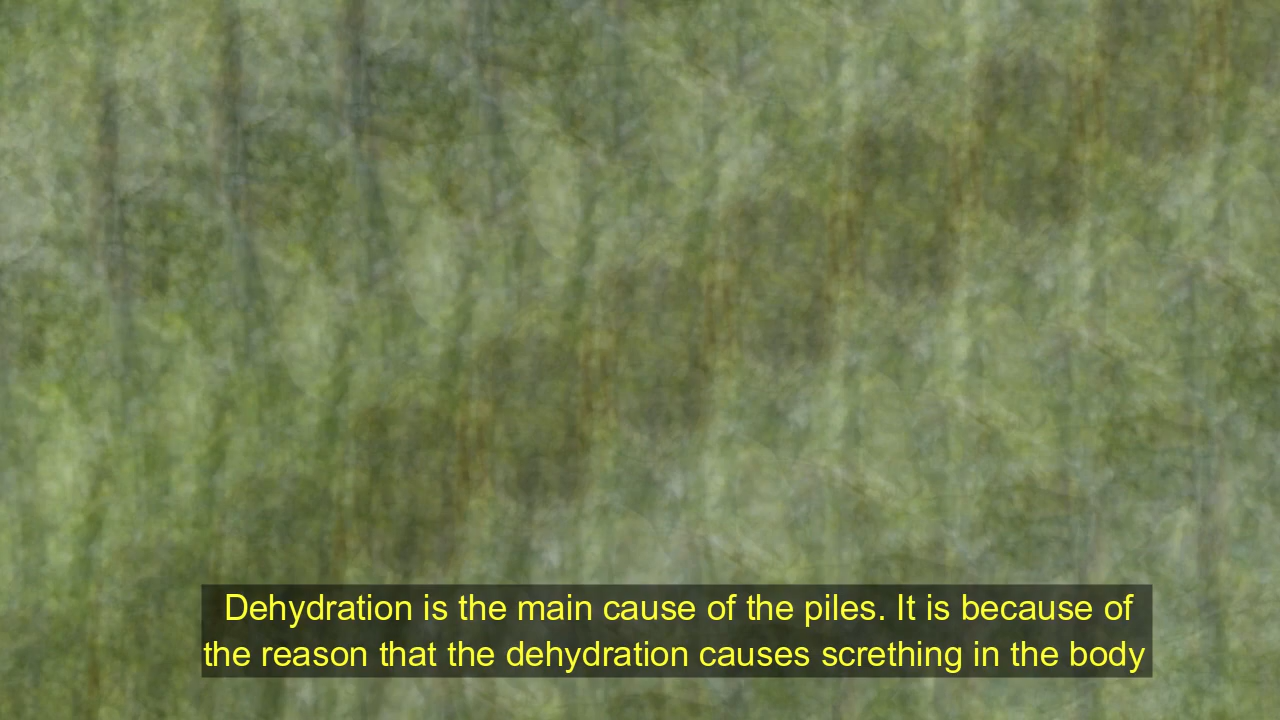 Dehydration is the main cause of the piles. It is because of
the reason that the dehydration causes scrething in the body